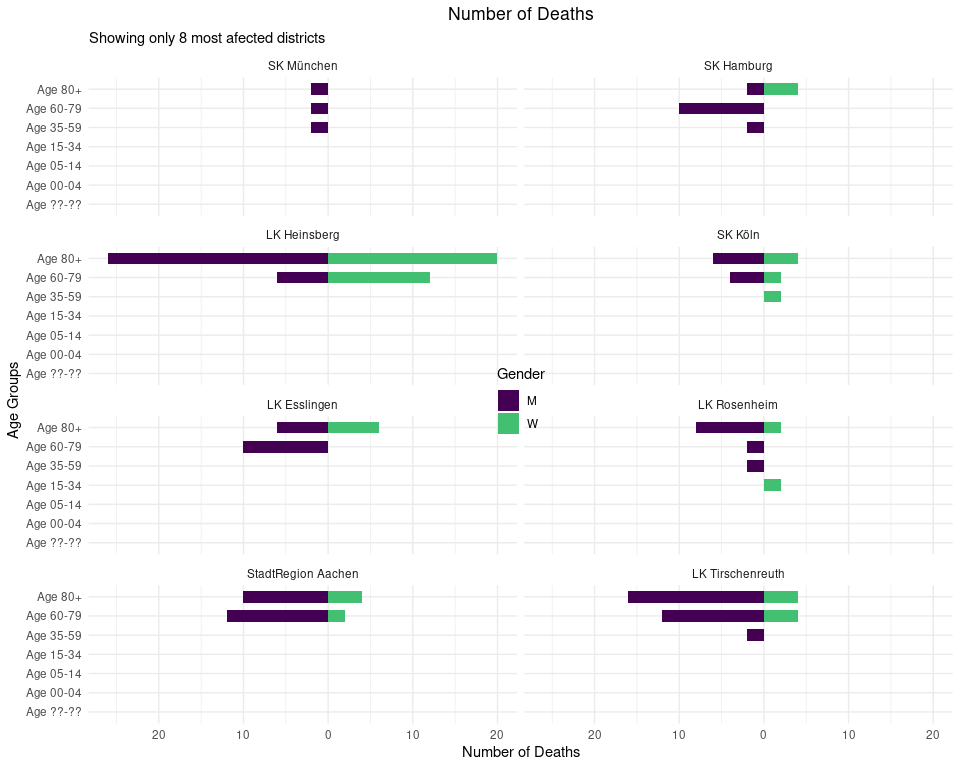 Number of Deaths
Showing only 8 most afected districts
SK München
SK Hamburg
Age 80+
Age 60-79
Age 35-59
Age 15-34
Age 05-14
Age 00-04
Age ??-??
LK Heinsberg
SK Köln
Age 80+
Age 60-79
Age 35-59
Age 15-34
Age 05-14
Age 00-04
Age ??-??
Age Groups
Gender
M
W
LK Esslingen
LK Rosenheim
Age 80+
Age 60-79
Age 35-59
Age 15-34
Age 05-14
Age 00-04
Age ??-??
StadtRegion Aachen
LK Tirschenreuth
Age 80+
Age 60-79
Age 35-59
Age 15-34
Age 05-14
Age 00-04
Age ??-??
20 10 0 10 20 20 10 0 10 20
Number of Deaths